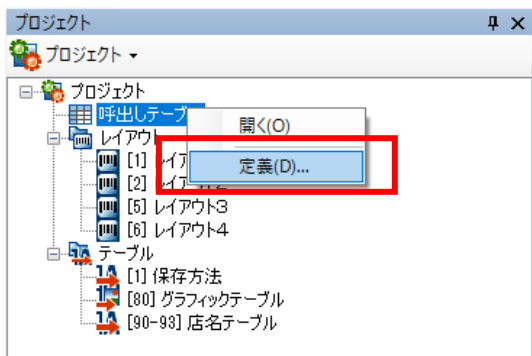 プロジェクト
プロジェクト
プロジェクト
呼出しテーブ
開く(O)
定義(D)...
レイアウト
[1] レイア
[2] レイアウト2
[5] レイアウト3
[6] レイアウト4
テーブル
[1] 保存方法
[80] グラフィックテーブル
[90-93] 店名テーブル